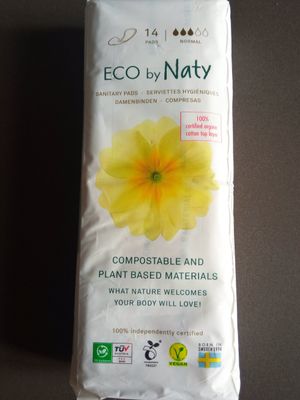 14
PADS
NORMAL
ECO by Naty
SANITARY PADS · SERVIETTES HYGIÉNIQUES
DAMENBINDEN · COMPRESAS
100%
certified organic
cotton top layer
COMPOSTABLE AND
PLANT BASED MATERIALS
WHAT NATURE WELCOMES
YOUR BODY WILL LOVE!
100% independently certified
TÜV
VEGAN
BORN IN
SWEDEN